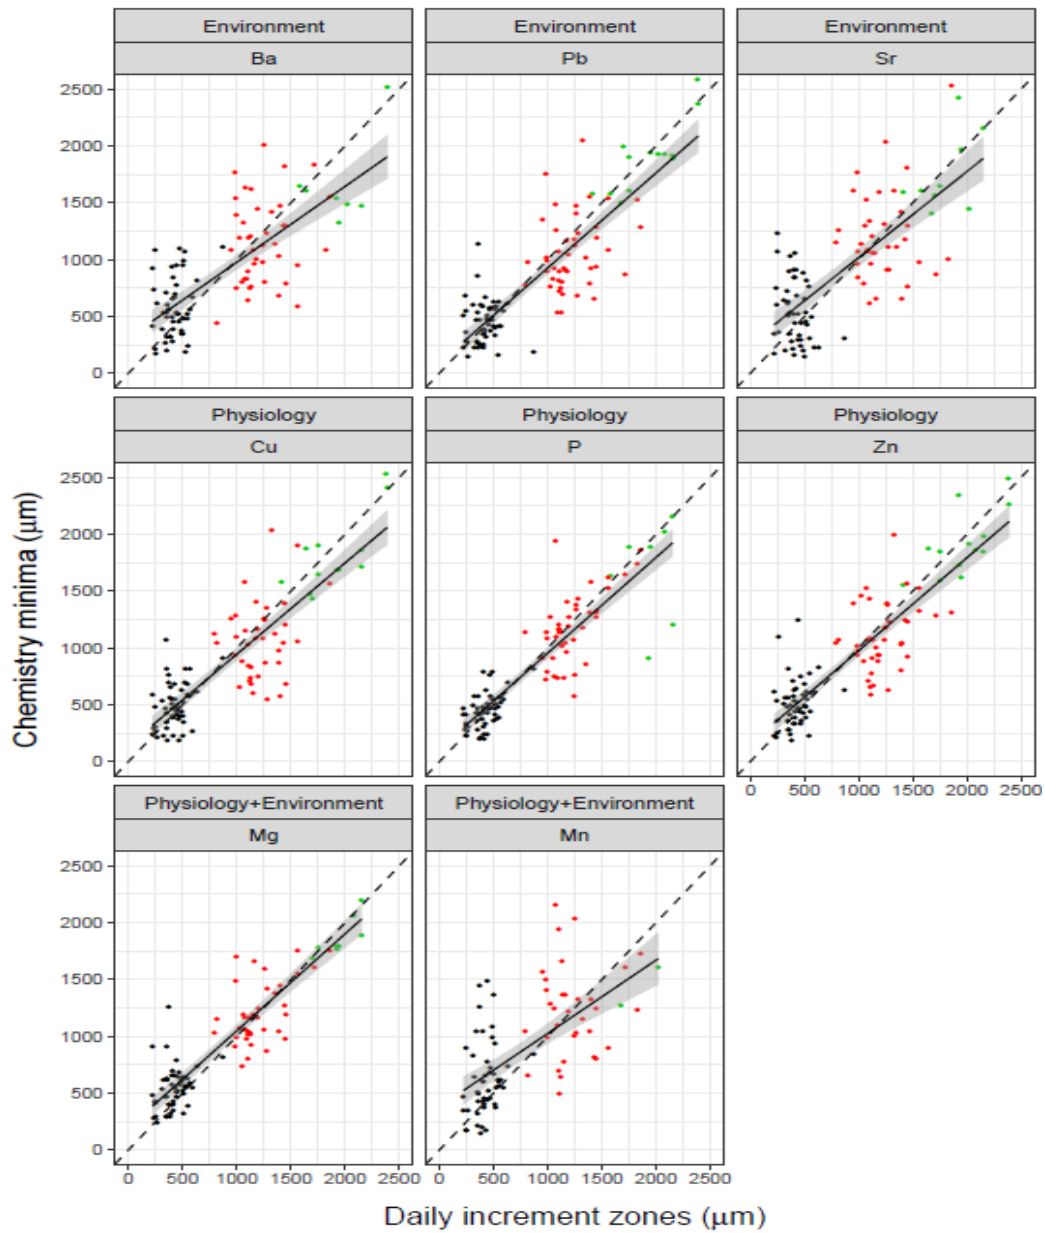 Environment Environment Environment
Ba Pb Sr
2500
2000
1500
1000
500
0
Physiology Physiology Physiology
Cu P Zn
2500
2000
1500
1000
500
0
0 500 1000 1500 2000 2500
Physiology+Environment Physiology+Environment
Mg Mn
2500
2000
1500
1000
500
0
0 500 1000 1500 2000 2500 0 500 1000 1500 2000 2500
Chemistry minima (μm)
Daily increment zones (μm)